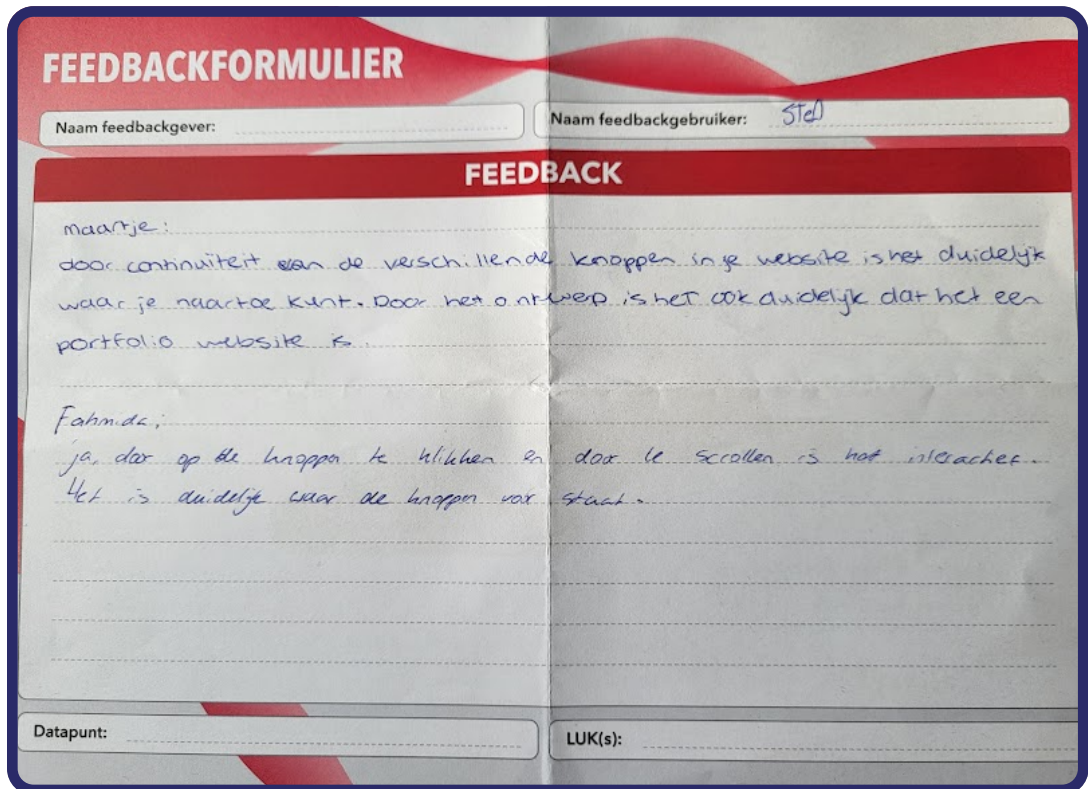 FEEDBACKFORMULIER
Naam feedbackgever:
Naam feedbackgebruiker:
FEEDBACK
maartje:
door continuïteit van de verschillende knoppen in je website is het duidelijk
waar je naartoe kunt. Door het ontwerp is het ook duidelijk dat het een
portfolio website is.
Fahmida:
ja, door op de knoppen te klikken en door te scrollen is het
Het is duidelijk waar de knoppen voor staat.
Datapunt:
LUK(s):